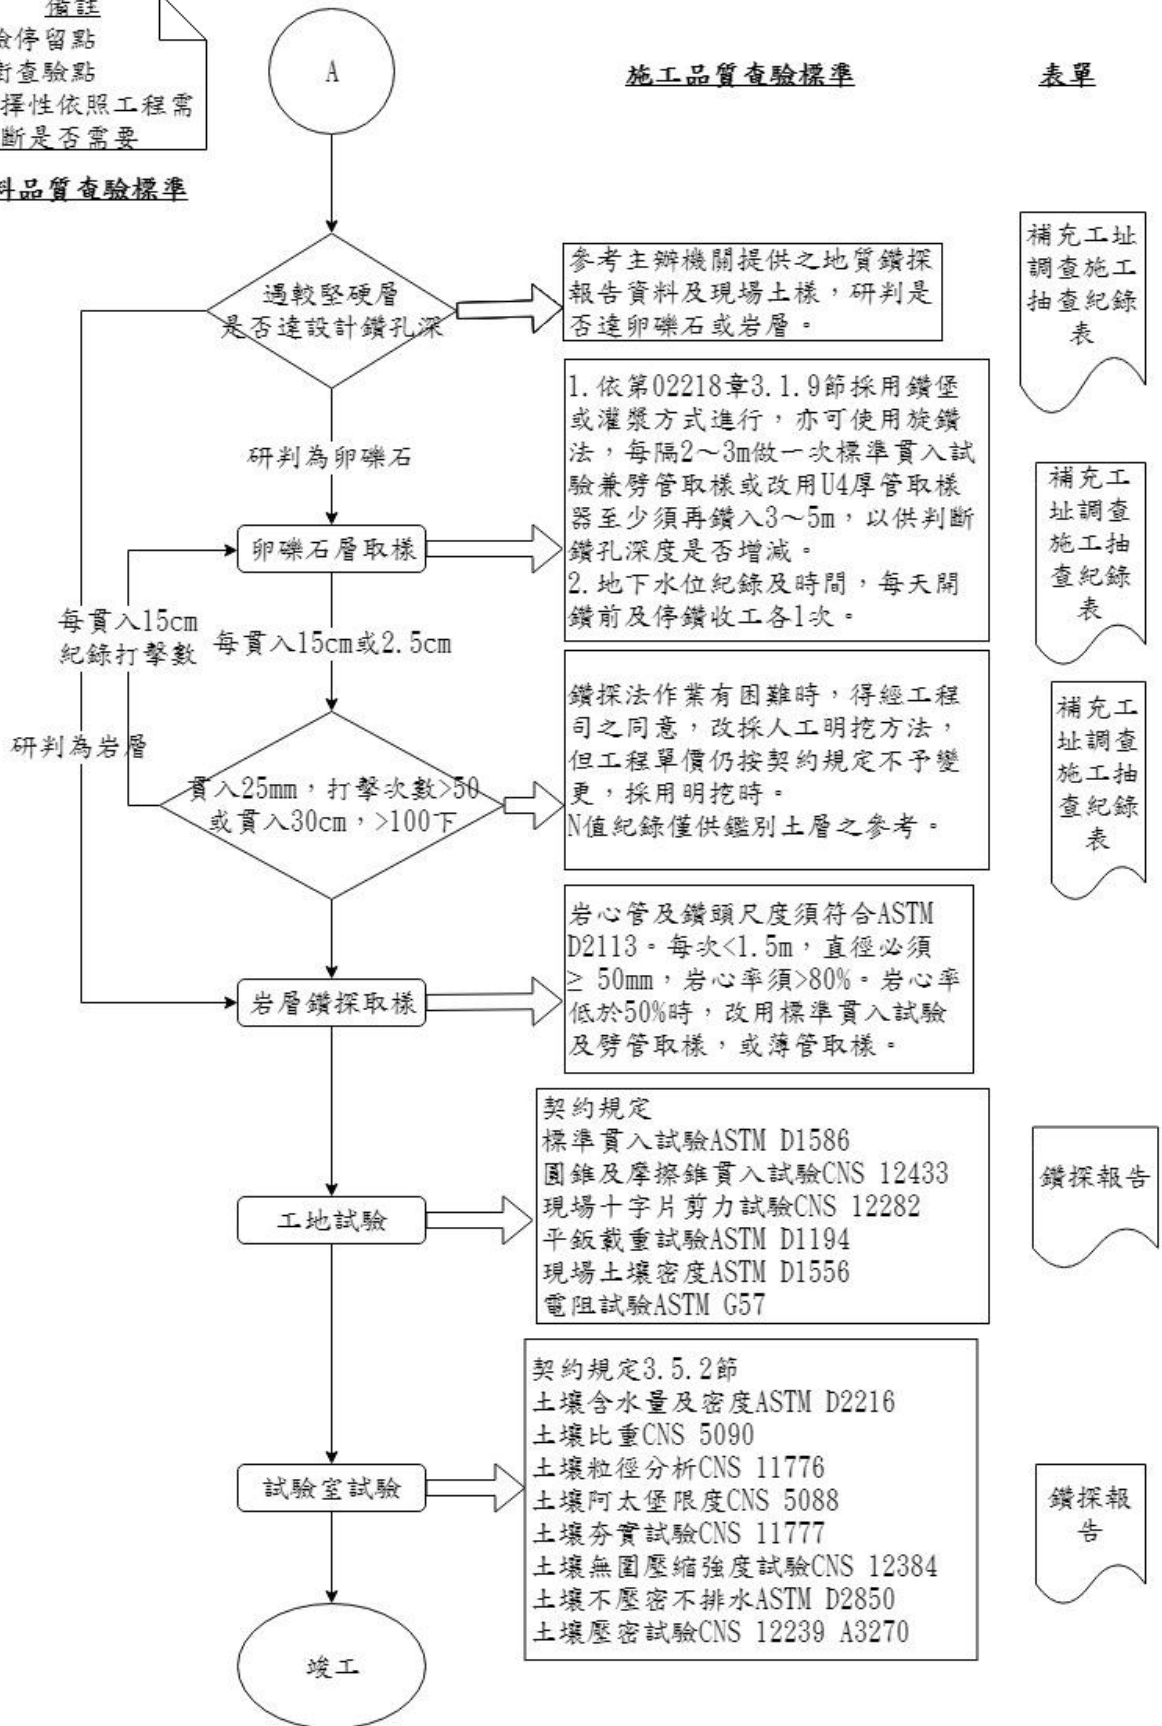 備註
驗停留點
查驗點
擇性依照工程需
斷是否需要
料品質查驗標準
A
施工品質查驗標準
表單
遇較堅硬層
是否達設計鑽孔深
參考主辦機關提供之地質鑽探
報告資料及現場土樣，研判是
否達卵礫石或岩層。
補充工址
調查施工
抽查紀錄
表
研判為卵礫石
1.依第02218章3.1.9節採用鑽堡
或灌漿方式進行，亦可使用旋鑽
法，每隔2～3m做一次標準貫入試
驗兼劈管取樣或改用U4厚管取樣
器至少須再鑽入3～5m，以供判斷
鑽孔深度是否增減。
2.地下水位紀錄及時間，每天開
鑽前及停鑽收工各1次。
補充工
址調查
施工抽
查紀錄
表
卵礫石層取樣
每貫入15cm
紀錄打擊數
每貫入15cm或2.5cm
研判為岩層
貫入25mm，打擊次數>50
或貫入30cm，>100下
鑽探法作業有困難時，得經工程
司之同意，改採人工明挖方法，
但工程單價仍按契約規定不予變
更，採用明挖時。
N值紀錄僅供鑑別土層之參考。
補充工
址調查
施工抽
查紀錄
表
岩層鑽探取樣
岩心管及鑽頭尺度須符合ASTM
D2113。每次<1.5m，直徑必須
≥ 50mm，岩心率須>80%。岩心率
低於50%時，改用標準貫入試驗
及劈管取樣，或薄管取樣。
工地試驗
契約規定
標準貫入試驗ASTM D1586
圓錐及摩擦錐貫入試驗CNS 12433
現場十字片剪力試驗CNS 12282
平鈑載重試驗ASTM D1194
現場土壤密度ASTM D1556
電阻試驗ASTM G57
鑽探報告
試驗室試驗
契約規定3.5.2節
土壤含水量及密度ASTM D2216
土壤比重CNS 5090
土壤粒徑分析CNS 11776
土壤阿太堡限度CNS 5088
土壤夯實試驗CNS 11777
土壤無圍壓縮強度試驗CNS 12384
土壤不壓密不排水ASTM D2850
土壤壓密試驗CNS 12239 A3270
鑽探報
告
竣工